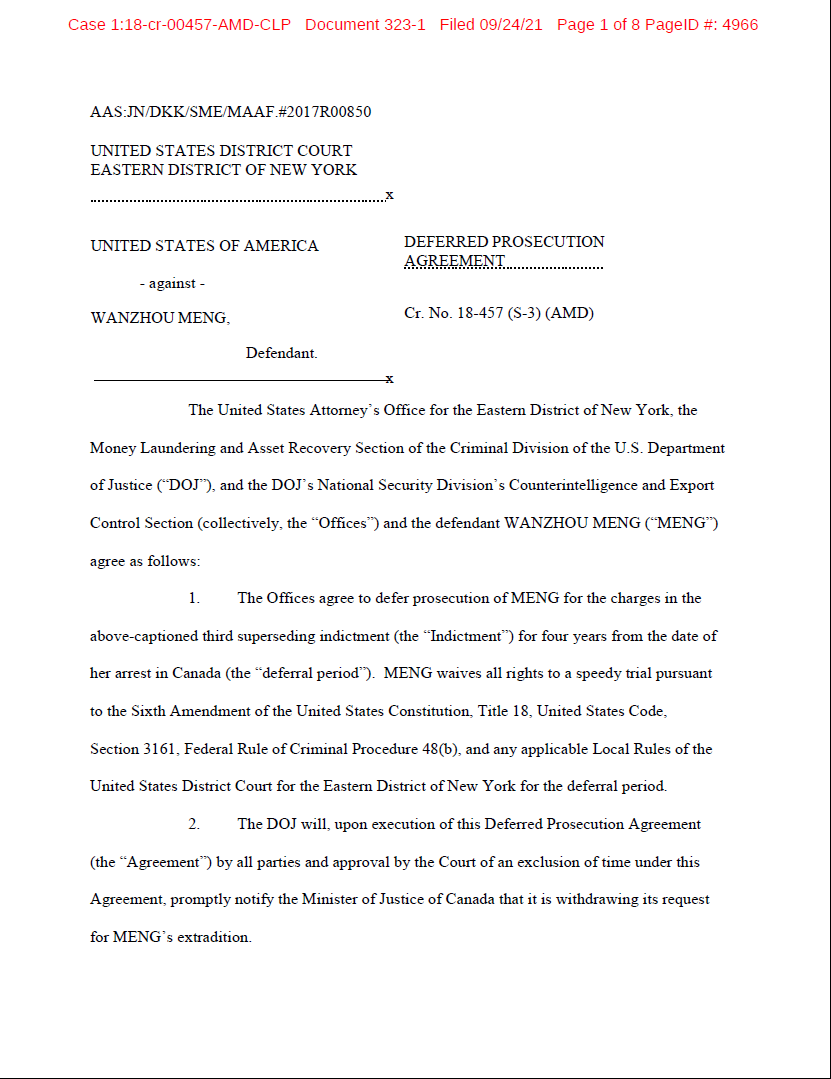 Case 1:18-cr-00457-AMD-CLP Document 323-1 Filed 09/24/21 Page 1 of 8 PageID #: 4966
AAS:JN/DKK/SME/MAAF.#2017R00850
UNITED STATES DISTRICT COURT
EASTERN DISTRICT OF NEW YORK
x
UNITED STATES OF AMERICA
- against -
WANZHOU MENG,
Defendant.
x
DEFERRED PROSECUTION
AGREEMENT
Cr. No. 18-457 (S-3) (AMD)
The United States Attorney’s Office for the Eastern District of New York, the
Money Laundering and Asset Recovery Section of the Criminal Division of the U.S. Department
of Justice (“DOJ”), and the DOJ’s National Security Division’s Counterintelligence and Export
Control Section (collectively, the “Offices”) and the defendant WANZHOU MENG (“MENG”)
agree as follows:
1. The Offices agree to defer prosecution of MENG for the charges in the
above-captioned third superseding indictment (the “Indictment”) for four years from the date of
her arrest in Canada (the “deferral period”). MENG waives all rights to a speedy trial pursuant
to the Sixth Amendment of the United States Constitution, Title 18, United States Code,
Section 3161, Federal Rule of Criminal Procedure 48(b), and any applicable Local Rules of the
United States District Court for the Eastern District of New York for the deferral period.
2. The DOJ will, upon execution of this Deferred Prosecution Agreement
(the “Agreement”) by all parties and approval by the Court of an exclusion of time under this
Agreement, promptly notify the Minister of Justice of Canada that it is withdrawing its request
for MENG’s extradition.